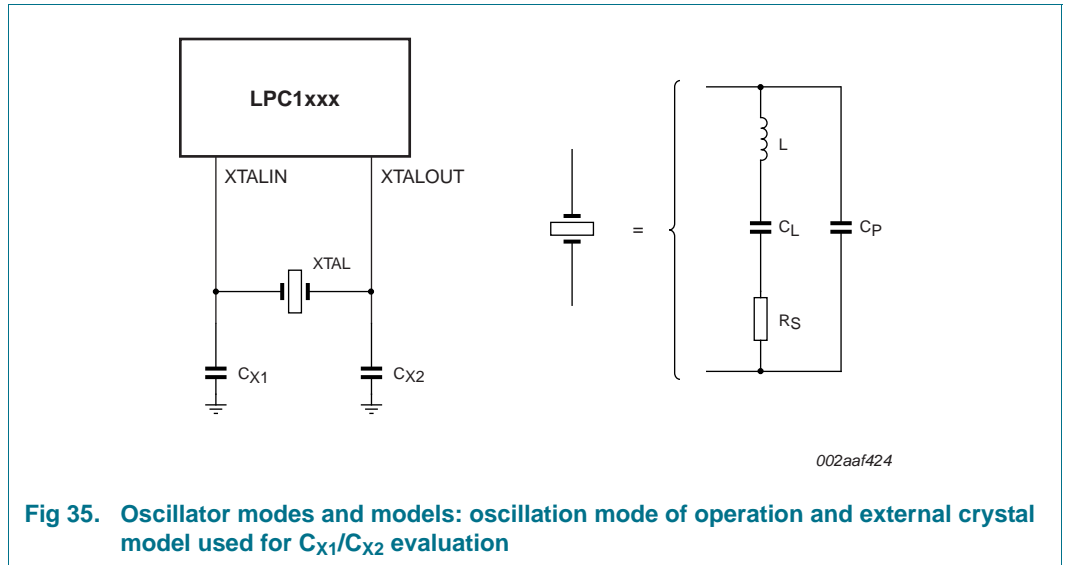 LPC1xxx
XTALIN
XTALOUT
XTAL
CX1
CX2
=
L
CL
CP
RS
002aaf424
Fig 35. Oscillator modes and models: oscillation mode of operation and external crystal
model used for CX1/CX2 evaluation